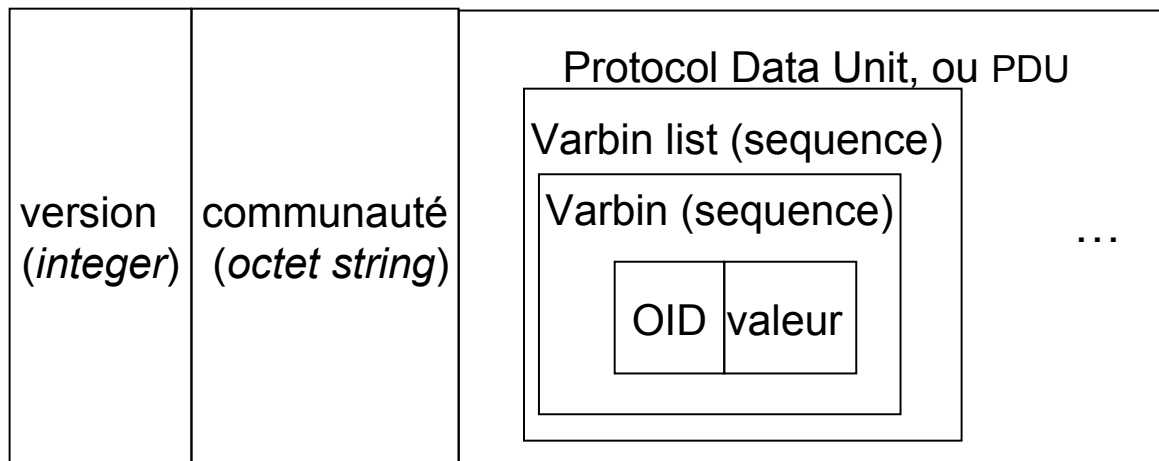 Protocol Data Unit, ou PDU
Varbin list (sequence)
Varbin (sequence)
version
(integer)
communauté
(octet string)
OID
valeur
…